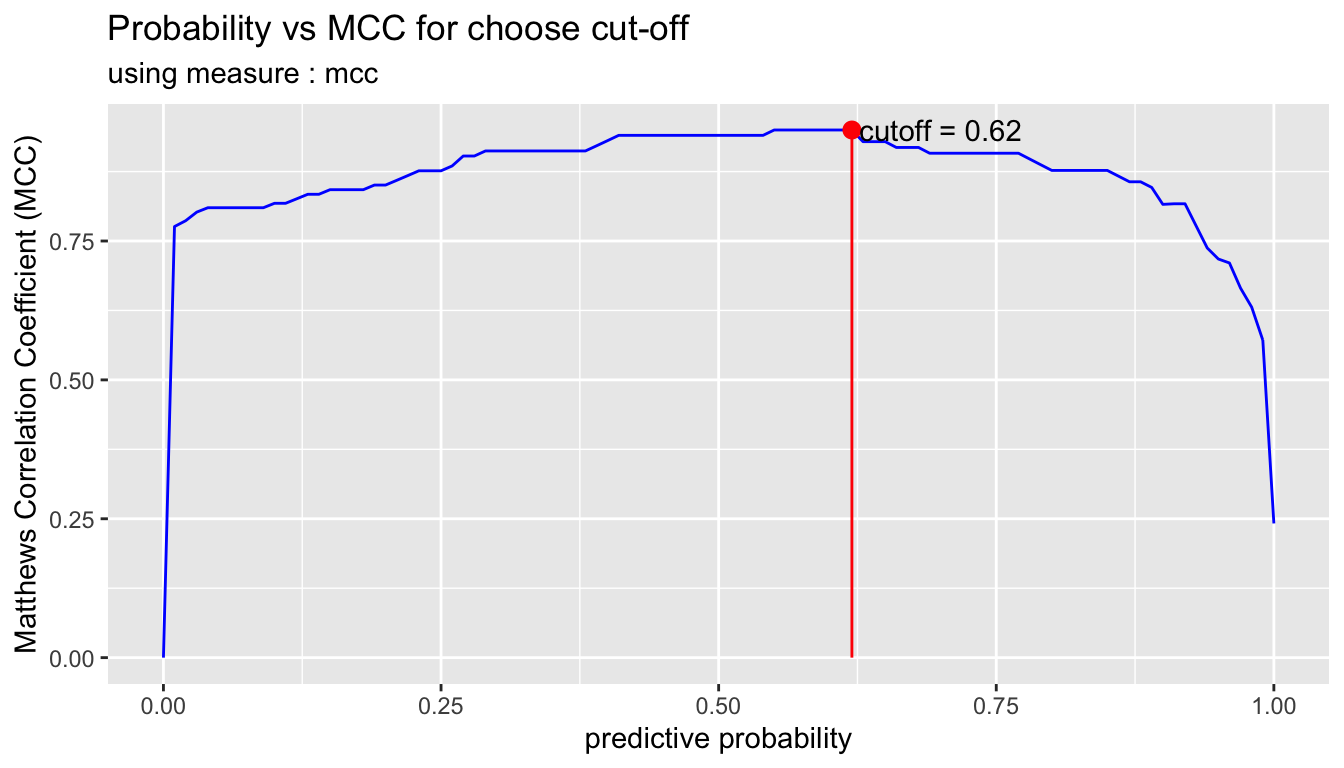 Probability vs MCC for choose cut-off
using measure : mcc
Matthews Correlation Coefficient (MCC)
0.75
0.50
0.25
0.00
cutoff = 0.62
0.00 0.25 0.50 0.75 1.00
predictive probability